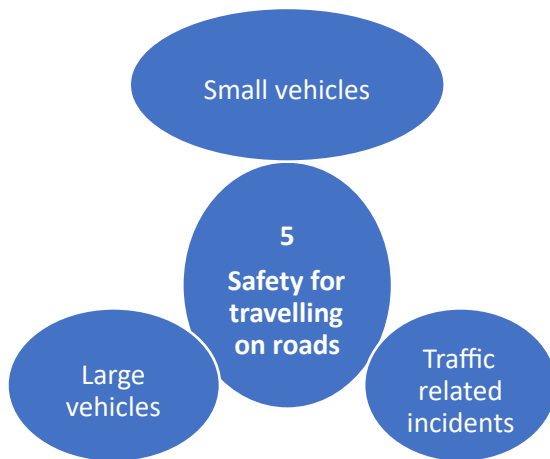 Small vehicles
5
Safety for
travelling
on roads
Large
vehicles
Traffic
related
incidents